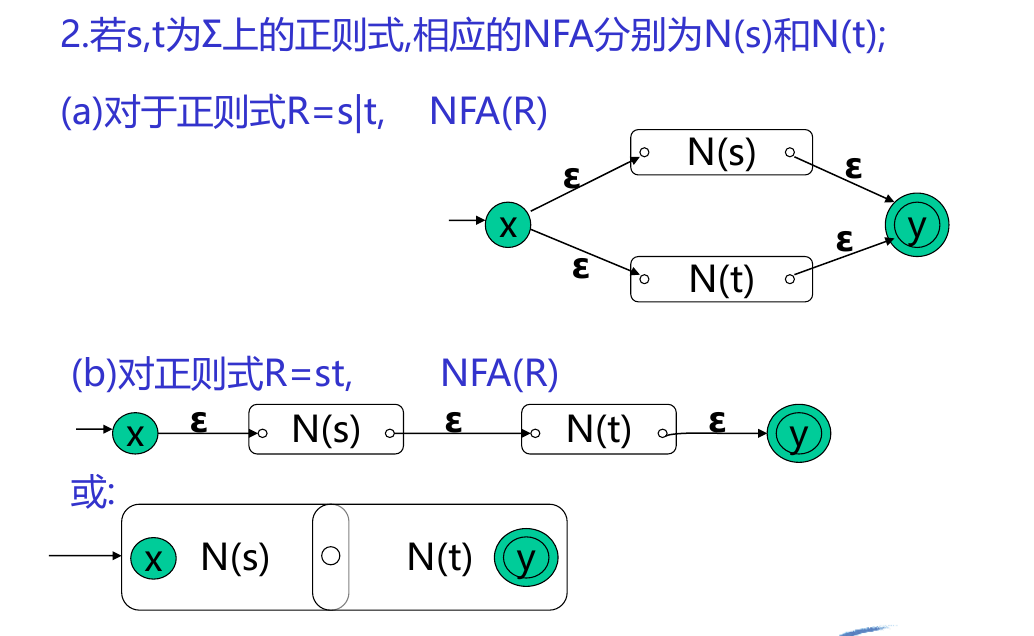 2.若s,t为Σ上的正则式,相应的NFA分别为N(s)和N(t);
(a)对于正则式R=s|t, NFA(R)
N(s)
ε ε
x y
ε ε
N(t)
(b)对正则式R=st, NFA(R)
x ε N(s) ε N(t) ε y
或:
x N(s) N(t) y